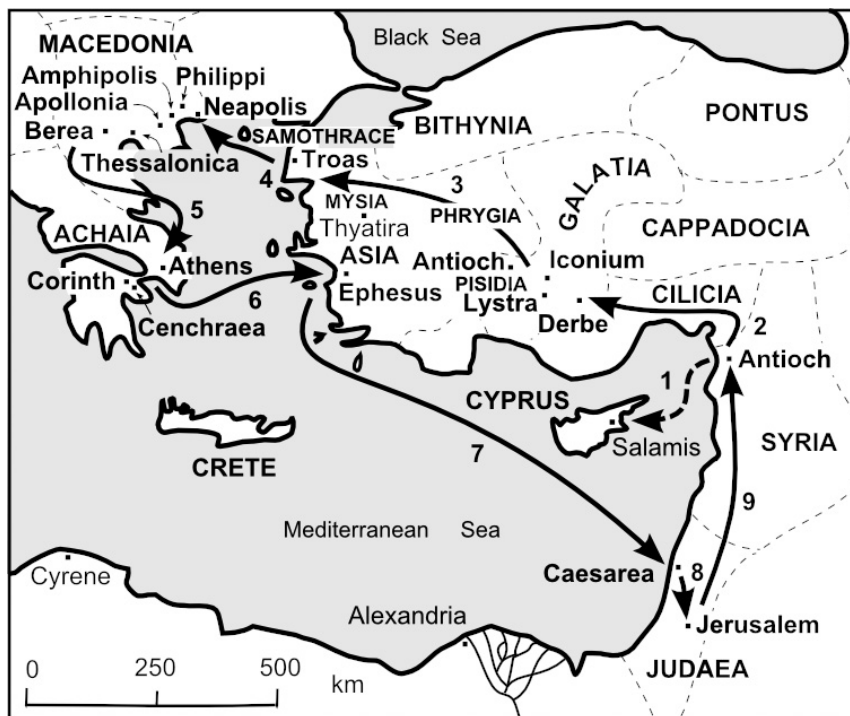 Black Sea
MACEDONIA
Amphipolis
Philippi
Apollonia
Neapolis
Berea
SAMOTHRACE
BITHYNIA
PONTUS
Thessalonica
Troas
4
3
GALATIA
MYSIA
PHRYGIA
Thyatira
5
CAPPADOCIA
ACHAIA
Athens
ASIA
Antioch
Iconium
Corinth
6
Ephesus
PISIDIA
Lystra
CILICIA
Cenchraea
Derbe
2
Antioch
1
CYPRUS
Salamis
SYRIA
CRETE
7
9
Mediterranean Sea
Cyrene
Caesarea
8
Alexandria
Jerusalem
JUDAEA
0 250 500
km